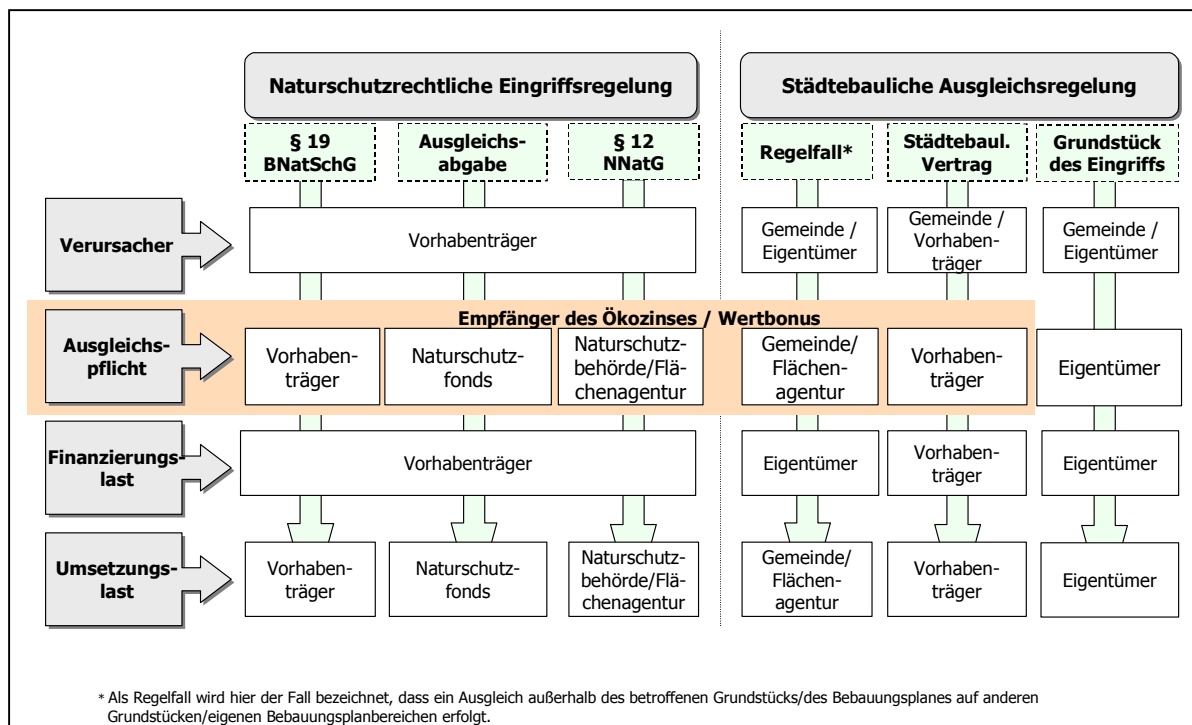 Naturschutzrechtliche Eingriffsregelung
Städtebauliche Ausgleichsregelung
§ 19
BNatSchG
Ausgleichs-
abgabe
§ 12
NNatG
Regelfall*
Städtebaul.
Vertrag
Grundstück
des Eingriffs
Verursacher
Vorhabenträger
Gemeinde /
Eigentümer
Gemeinde /
Vorhaben-
träger
Gemeinde /
Eigentümer
Empfänger des Ökozinses / Wertbonus
Ausgleichs-
pflicht
Vorhaben-
träger
Naturschutz-
fonds
Naturschutz-
behörde/Flä-
chenagentur
Gemeinde/
Flächen-
agentur
Vorhaben-
träger
Eigentümer
Finanzierungs-
last
Vorhabenträger
Eigentümer
Vorhaben-
träger
Eigentümer
Umsetzungs-
last
Vorhaben-
träger
Naturschutz-
fonds
Naturschutz-
behörde/Flä-
chenagentur
Gemeinde/
Flächen-
agentur
Vorhaben-
träger
Eigentümer
* Als Regelfall wird hier der Fall bezeichnet, dass ein Ausgleich außerhalb des betroffenen Grundstücks/des Bebauungsplanes auf anderen
Grundstücken/eigenen Bebauungsplanbereichen erfolgt.